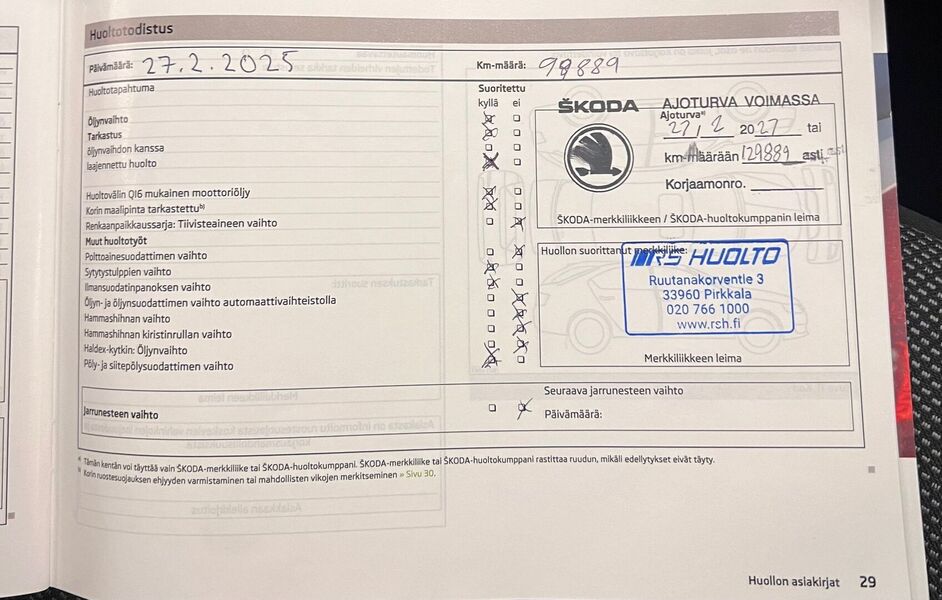 Huoltotodistus
Päivämäärä: 27.2.2025
Km-määrä: 99889
Huoltotapahtuma
Suoritettu
kyllä ei
Öljynvaihto
Tarkastus
öljynvaihdon kanssa
laajennettu huolto
Huoltovälin QI6 mukainen moottoriöljy
Korin maalipinta tarkastettu b)
Renkaanpaikkaussarja: Tiivisteaineen vaihto
Muut huoltotyöt
Polttoainesuodattimen vaihto
Sytytystulppien vaihto
Ilmansuodatinpanoksen vaihto
Öljyn- ja öljynsuodattimen vaihto automaattivaihteistolla
Hammashihnan vaihto
Hammashihnan kiristinrullan vaihto
Haldex-kytkin: Öljynvaihto
Pöly- ja siitepölysuodattimen vaihto
ŠKODA AJOTURVA VOIMASSA
Ajoturva a)
27, 2 2027 tai
km-määrään 129889 asti
Korjaamonro.
ŠKODA-merkkiliikkeen / ŠKODA-huoltokumppanin leima
Huollon suorittanut merkkiliike:
RS HUOLTO
Ruutanakorventie 3
33960 Pirkkala
020 766 1000
www.rsh.fi
Merkkiliikkeen leima
Jarrunesteen vaihto
Seuraava jarrunesteen vaihto
Päivämäärä:
a) Tämän kentän voi täyttää vain ŠKODA-merkkiliike tai ŠKODA-huoltokumppani. ŠKODA-merkkiliike tai ŠKODA-huoltokumppani rastittaa ruudun, mikäli edellytykset eivät täyty.
b) Korin ruostesuojauksen ehjyyden varmistaminen tai mahdollisten vikojen merkitseminen » Sivu 30.
Huollon asiakirjat 29